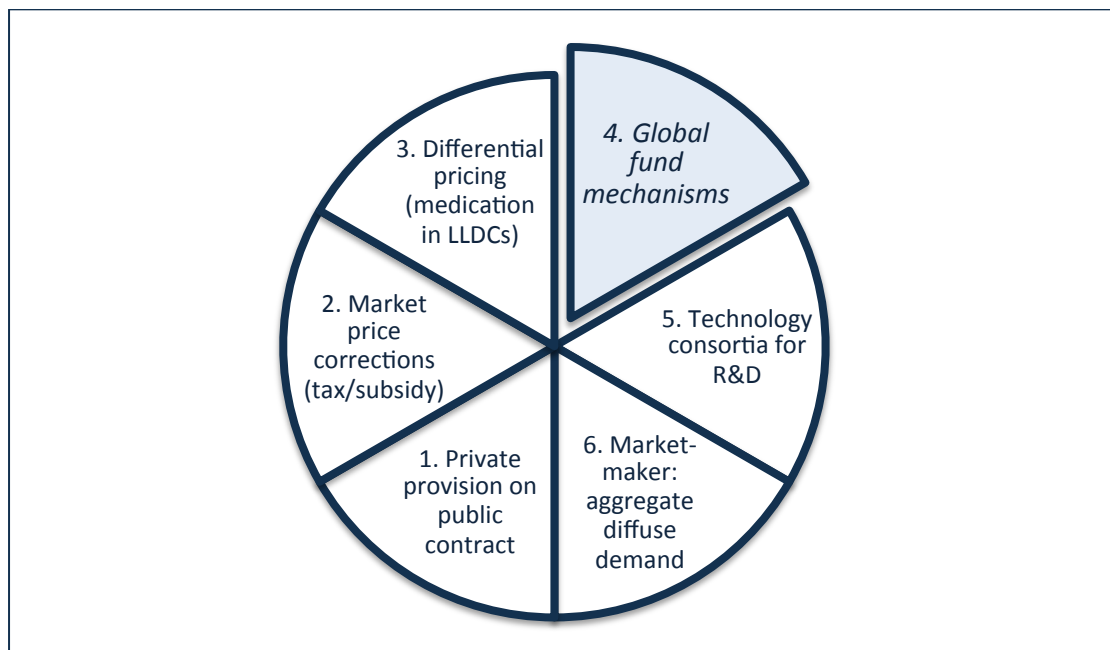 3. Differential
pricing
(medication
in LLDCs)
4. Global
fund
mechanisms
2. Market
price
corrections
(tax/subsidy)
5. Technology
consortia for
R&D
1. Private
provision on
public
contract
6. Market-
maker:
aggregate
diffuse
demand